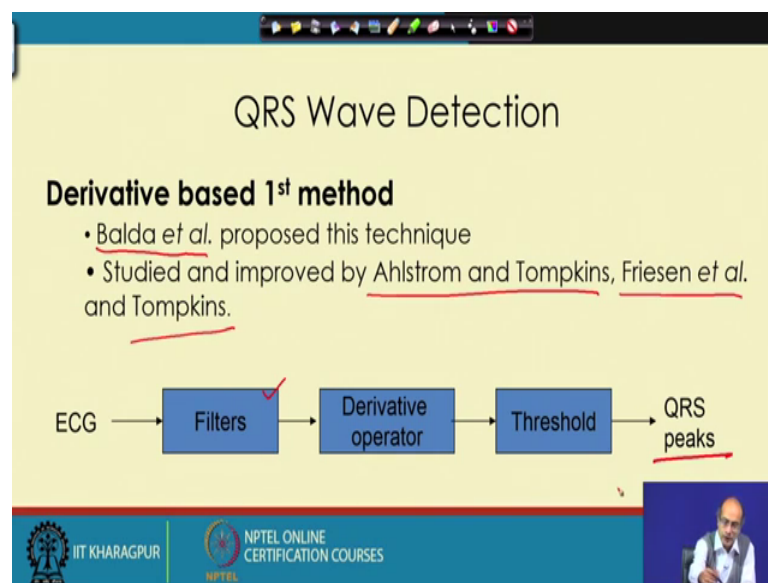 QRS Wave Detection
Derivative based 1st method
• Balda et al. proposed this technique
• Studied and improved by Ahlstrom and Tompkins, Friesen et al.
and Tompkins.
ECG
Filters
Derivative
operator
Threshold
QRS
peaks
IIT KHARAGPUR
NPTEL
NPTEL ONLINE
CERTIFICATION COURSES